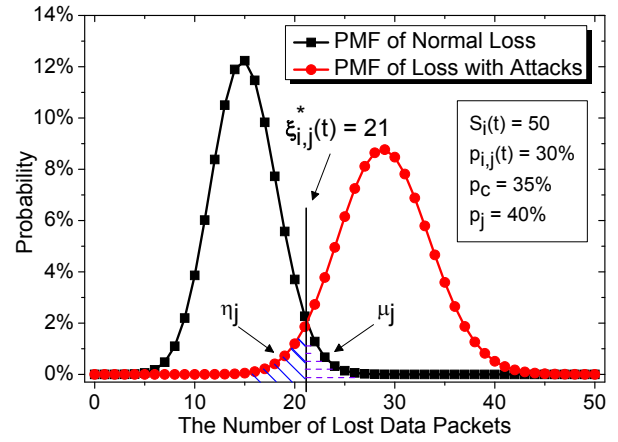 PMF of Normal Loss
PMF of Loss with Attacks
ξ*i,j(t) = 21
Si(t) = 50
pi,j(t) = 30%
pc = 35%
pj = 40%
ηj
μj
Probability
14%
12%
10%
8%
6%
4%
2%
0%
0 10 20 30 40 50
The Number of Lost Data Packets